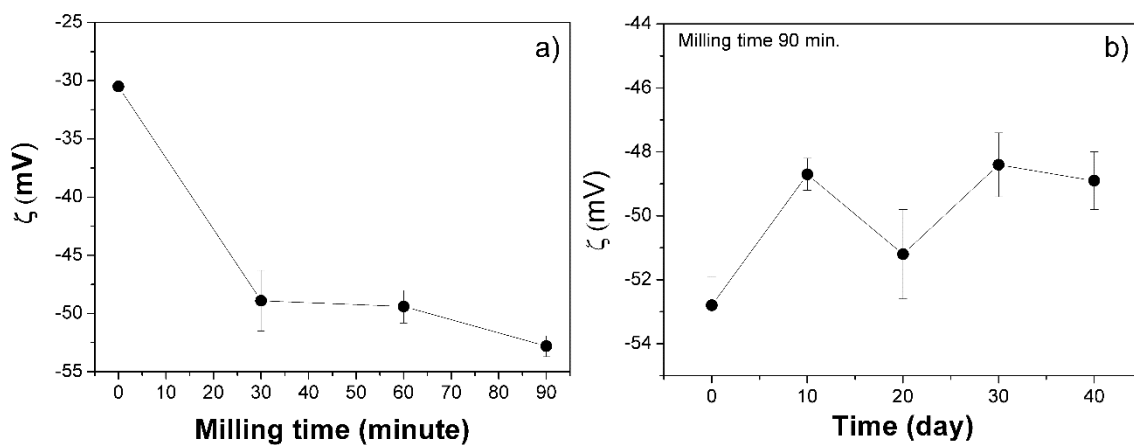 a)
-25
-30
-35
-40
-45
-50
-55
ζ (mV)
0 10 20 30 40 50 60 70 80 90
Milling time (minute)
Milling time 90 min.
b)
-44
-46
-48
-50
-52
-54
ζ (mV)
0 10 20 30 40
Time (day)